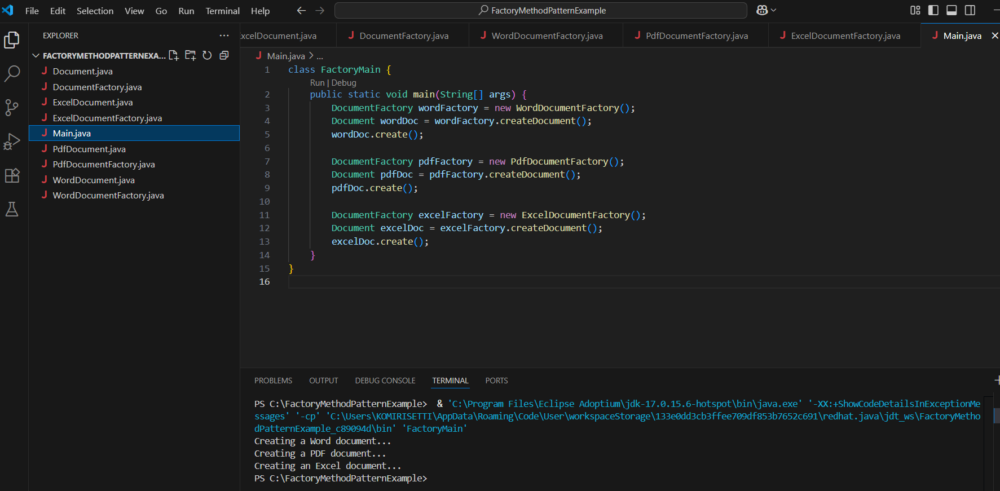 File Edit Selection View Go Run Terminal Help
FactoryMethodPatternExample
EXPLORER
FACTORYMETHODPATTERNEXA...
Document.java
DocumentFactory.java
ExcelDocument.java
ExcelDocumentFactory.java
Main.java
PdfDocument.java
PdfDocumentFactory.java
WordDocument.java
WordDocumentFactory.java
xcelDocument.java DocumentFactory.java WordDocumentFactory.java PdfDocumentFactory.java ExcelDocumentFactory.java Main.java
Main.java > ...
1 class FactoryMain {
Run | Debug
2 public static void main(String[] args) {
3 DocumentFactory wordFactory = new WordDocumentFactory();
4 Document wordDoc = wordFactory.createDocument();
5 wordDoc.create();
6
7 DocumentFactory pdfFactory = new PdfDocumentFactory();
8 Document pdfDoc = pdfFactory.createDocument();
9 pdfDoc.create();
10
11 DocumentFactory excelFactory = new ExcelDocumentFactory();
12 Document excelDoc = excelFactory.createDocument();
13 excelDoc.create();
14 }
15 }
16
PROBLEMS OUTPUT DEBUG CONSOLE TERMINAL PORTS
PS C:\FactoryMethodPatternExample> & 'C:\Program Files\Eclipse Adoptium\jdk-17.0.15.6-hotspot\bin\java.exe' '-XX:+ShowCodeDetailsInExceptionMe
ssages' '-cp' 'C:\Users\KOMIRISETTI\AppData\Roaming\Code\User\workspaceStorage\133e0dd3cb3ffee709df853b7652c691\redhat.java\jdt_ws\FactoryMetho
dPatternExample_c89094d\bin' 'FactoryMain'
Creating a Word document...
Creating a PDF document...
Creating an Excel document...
PS C:\FactoryMethodPatternExample>